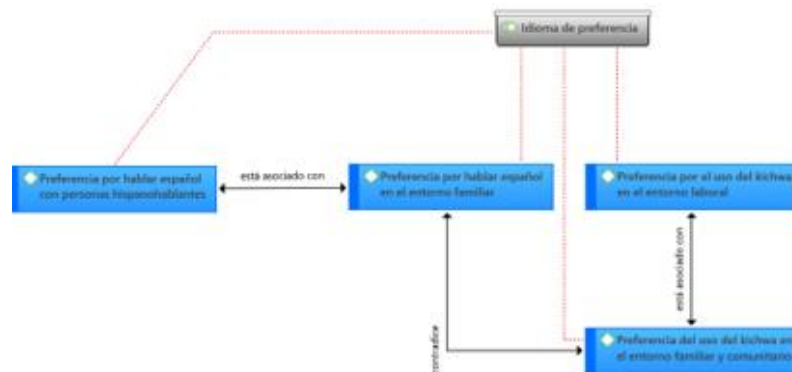 Idioma de preferencia
Preferencia por hablar español
con personas hispanohablantes
está asociado con
Preferencia por hablar español
en el entorno familiar
Preferencia por el uso del kichwa
en el entorno laboral
está asociado con
contradice
Preferencia del uso del kichwa en
el entorno familiar y comunitario